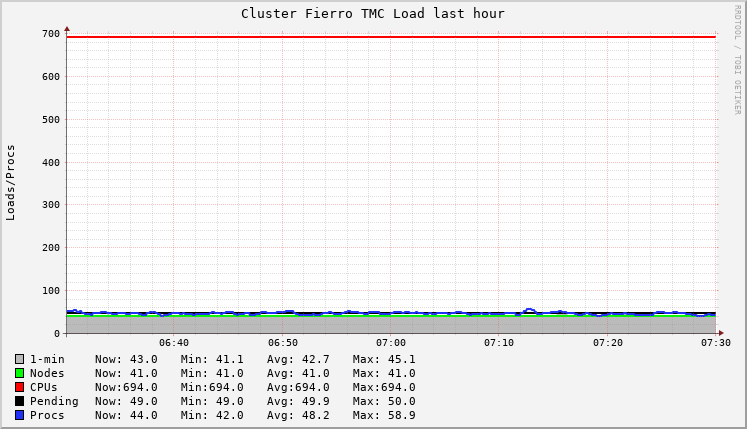 Cluster Fierro TMC Load last hour
RRDTOOL / TOBI OETIKER
Loads/Procs
700
600
500
400
300
200
100
0
06:40 06:50 07:00 07:10 07:20 07:30
1-min Now: 43.0 Min: 41.1 Avg: 42.7 Max: 45.1
Nodes Now: 41.0 Min: 41.0 Avg: 41.0 Max: 41.0
CPUs Now:694.0 Min:694.0 Avg:694.0 Max:694.0
Pending Now: 49.0 Min: 49.0 Avg: 49.9 Max: 50.0
Procs Now: 44.0 Min: 42.0 Avg: 48.2 Max: 58.9